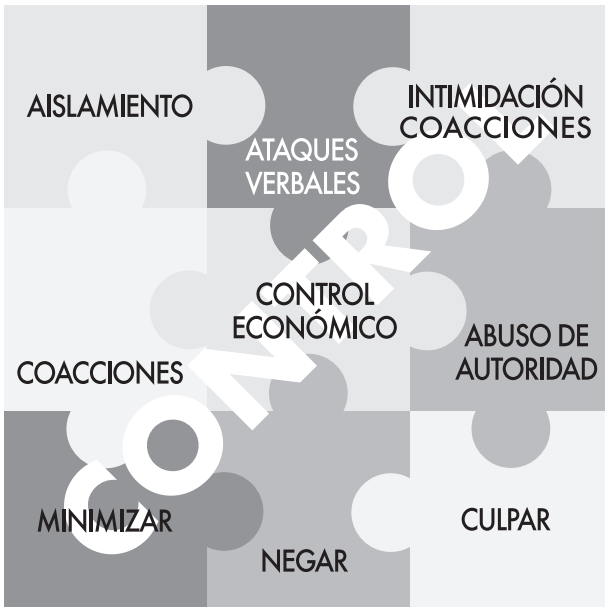 AISLAMIENTO
ATAQUES
VERBALES
INTIMIDACIÓN
COACCIONES
COACCIONES
CONTROL
ECONÓMICO
ABUSO DE
AUTORIDAD
MINIMIZAR
NEGAR
CULPAR
CONTROL